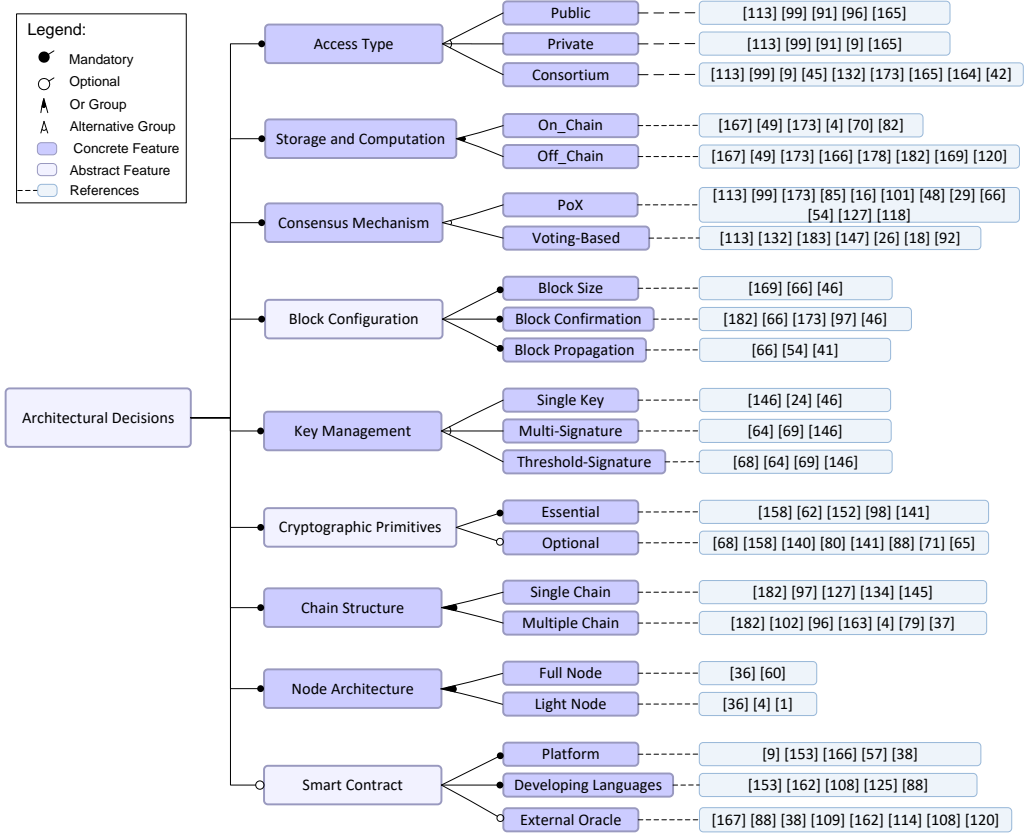 Legend:
Mandatory
Optional
Or Group
Alternative Group
Concrete Feature
Abstract Feature
References
Architectural Decisions
Access Type
Public
[113] [99] [91] [96] [165]
Private
[113] [99] [91] [9] [165]
Consortium
[113] [99] [9] [45] [132] [173] [165] [164] [42]
Storage and Computation
On_Chain
[167] [49] [173] [4] [70] [82]
Off_Chain
[167] [49] [173] [166] [178] [182] [169] [120]
Consensus Mechanism
PoX
[113] [99] [173] [85] [16] [101] [48] [29] [66]
[54] [127] [118]
Voting-Based
[113] [132] [183] [147] [26] [18] [92]
Block Configuration
Block Size
[169] [66] [46]
Block Confirmation
[182] [66] [173] [97] [46]
Block Propagation
[66] [54] [41]
Key Management
Single Key
[146] [24] [46]
Multi-Signature
[64] [69] [146]
Threshold-Signature
[68] [64] [69] [146]
Cryptographic Primitives
Essential
[158] [62] [152] [98] [141]
Optional
[68] [158] [140] [80] [141] [88] [71] [65]
Chain Structure
Single Chain
[182] [97] [127] [134] [145]
Multiple Chain
[182] [102] [96] [163] [4] [79] [37]
Node Architecture
Full Node
[36] [60]
Light Node
[36] [4] [1]
Smart Contract
Platform
[9] [153] [166] [57] [38]
Developing Languages
[153] [162] [108] [125] [88]
External Oracle
[167] [88] [38] [109] [162] [114] [108] [120]